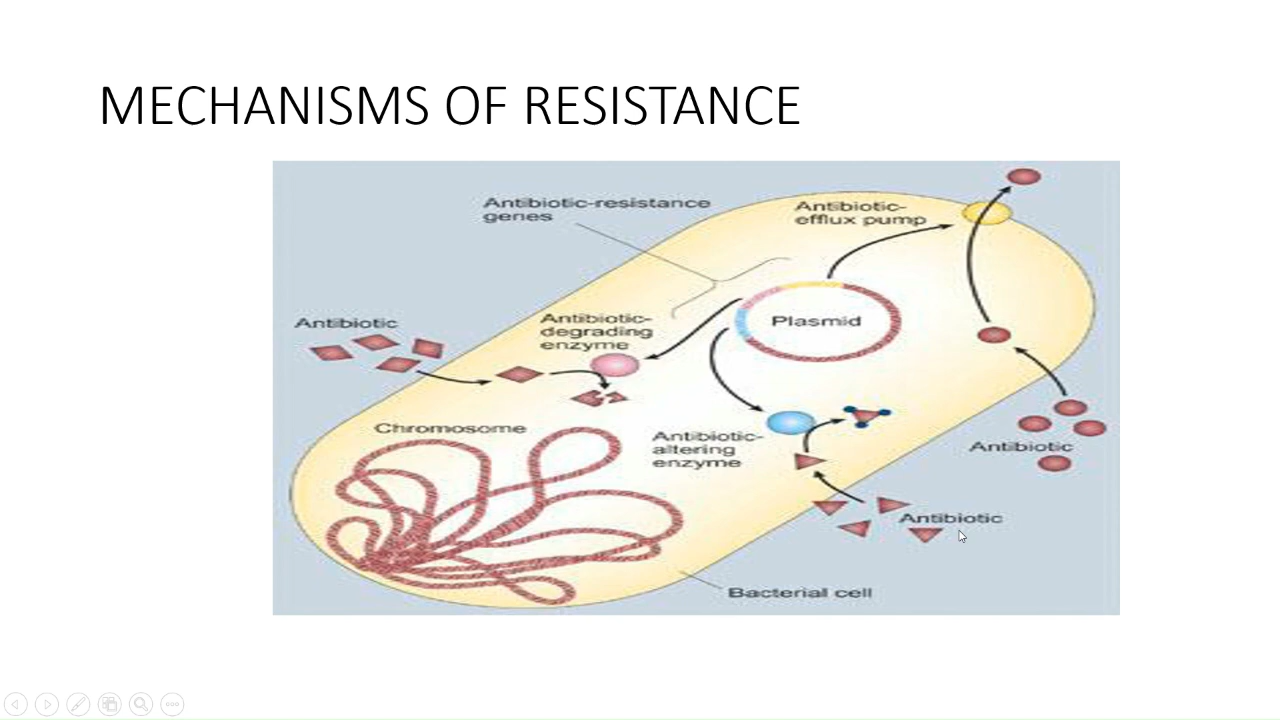 MECHANISMS OF RESISTANCE
Antibiotic-resistance
genes
Antibiotic-
efflux pump
Antibiotic
Antibiotic-
degrading
enzyme
Plasmid
Chromosome
Antibiotic-
altering
enzyme
Antibiotic
Antibiotic
Bacterial cell